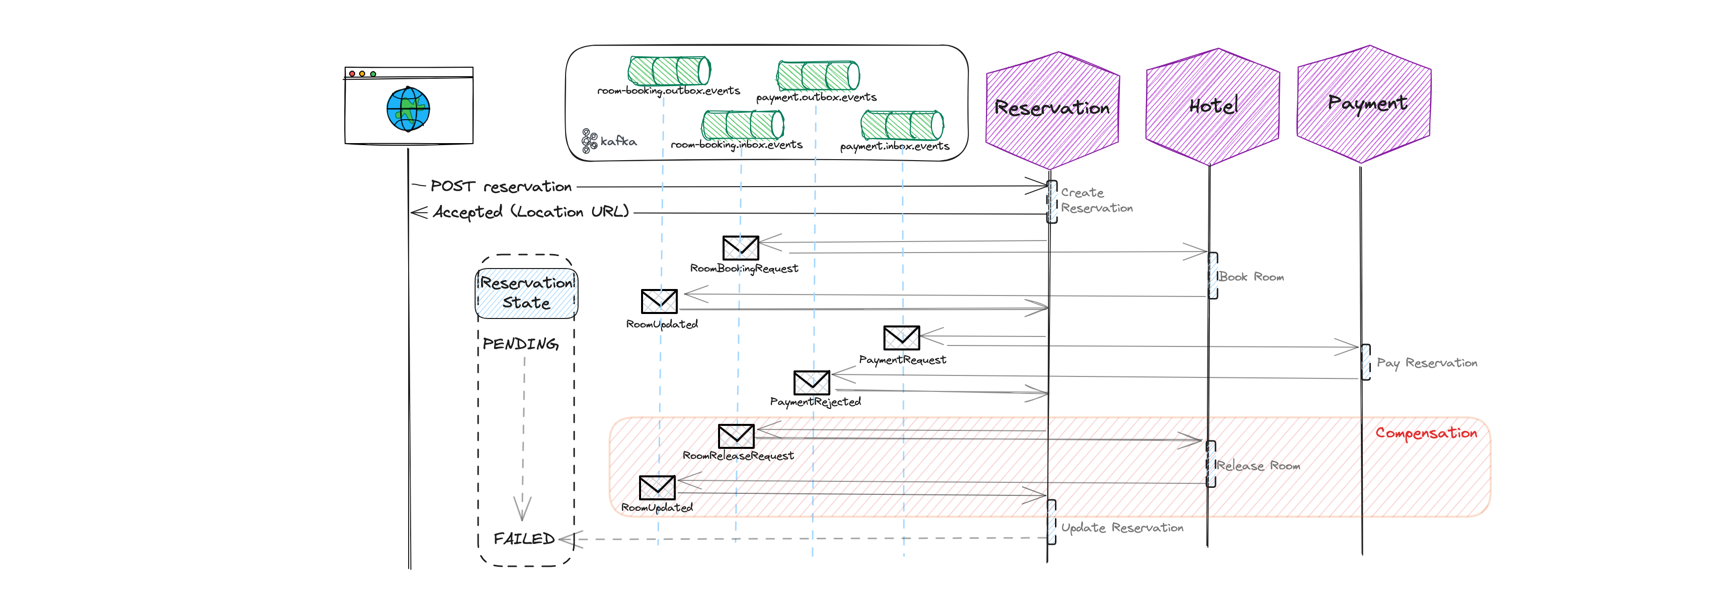 room-booking.outbox.events
payment.outbox.events
room-booking.inbox.events
payment.inbox.events
kafka
Reservation
Hotel
Payment
POST reservation
Accepted (Location URL)
Create
Reservation
RoomBookingRequest
Book Room
Reservation
State
RoomUpdated
PENDING
PaymentRequest
Pay Reservation
PaymentRejected
Compensation
RoomReleaseRequest
Release Room
RoomUpdated
Update Reservation
FAILED